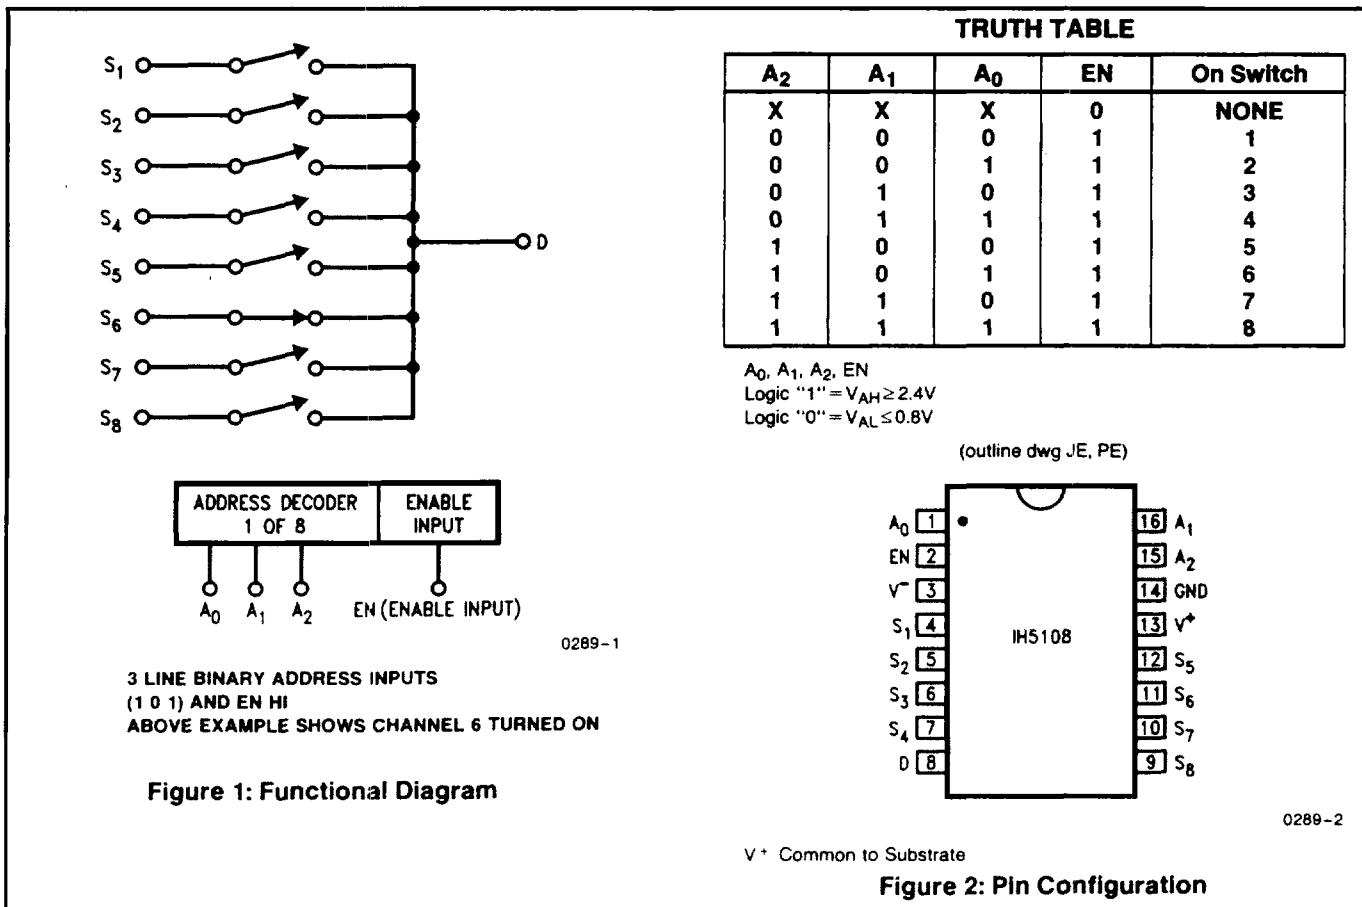 S1
S2
S3
S4
S5
S6
S7
S8
D
ADDRESS DECODER
1 OF 8
ENABLE
INPUT
A0 A1 A2 EN (ENABLE INPUT)
0289-1
3 LINE BINARY ADDRESS INPUTS
(1 0 1) AND EN HI
ABOVE EXAMPLE SHOWS CHANNEL 6 TURNED ON
Figure 1: Functional Diagram
TRUTH TABLE
A2 A1 A0 EN On Switch
X X X 0 NONE
0 0 0 1 1
0 0 1 1 2
0 1 0 1 3
0 1 1 1 4
1 0 0 1 5
1 0 1 1 6
1 1 0 1 7
1 1 1 1 8
A0, A1, A2, EN
Logic "1" = VAH ≥ 2.4V
Logic "0" = VAL ≤ 0.8V
(outline dwg JE, PE)
A0 1 16 A1
EN 2 15 A2
V- 3 14 GND
S1 4 IH5108 13 V+
S2 5 12 S5
S3 6 11 S6
S4 7 10 S7
D 8 9 S8
0289-2
V+ Common to Substrate
Figure 2: Pin Configuration